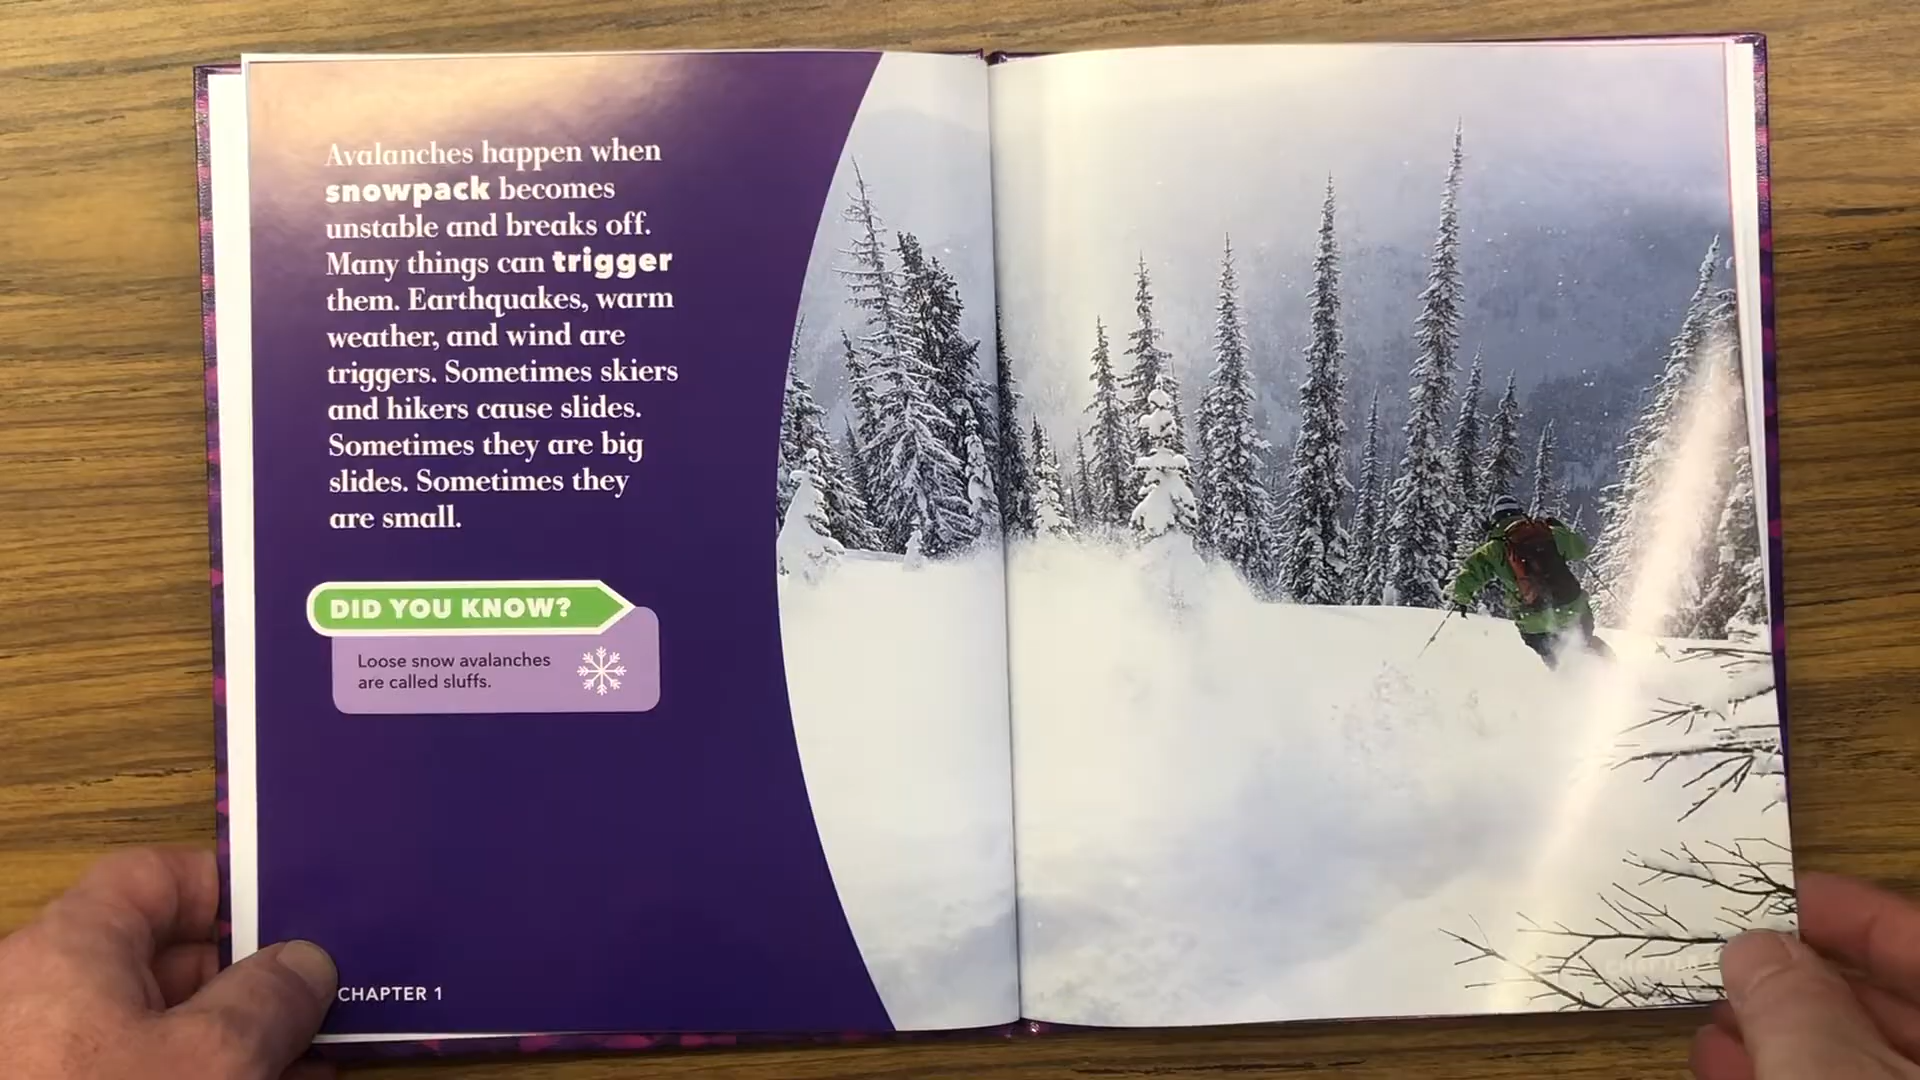 Avalanches happen when
snowpack becomes
unstable and breaks off.
Many things can trigger
them. Earthquakes, warm
weather, and wind are
triggers. Sometimes skiers
and hikers cause slides.
Sometimes they are big
slides. Sometimes they
are small.
DID YOU KNOW?
Loose snow avalanches
are called sluffs.
CHAPTER 1